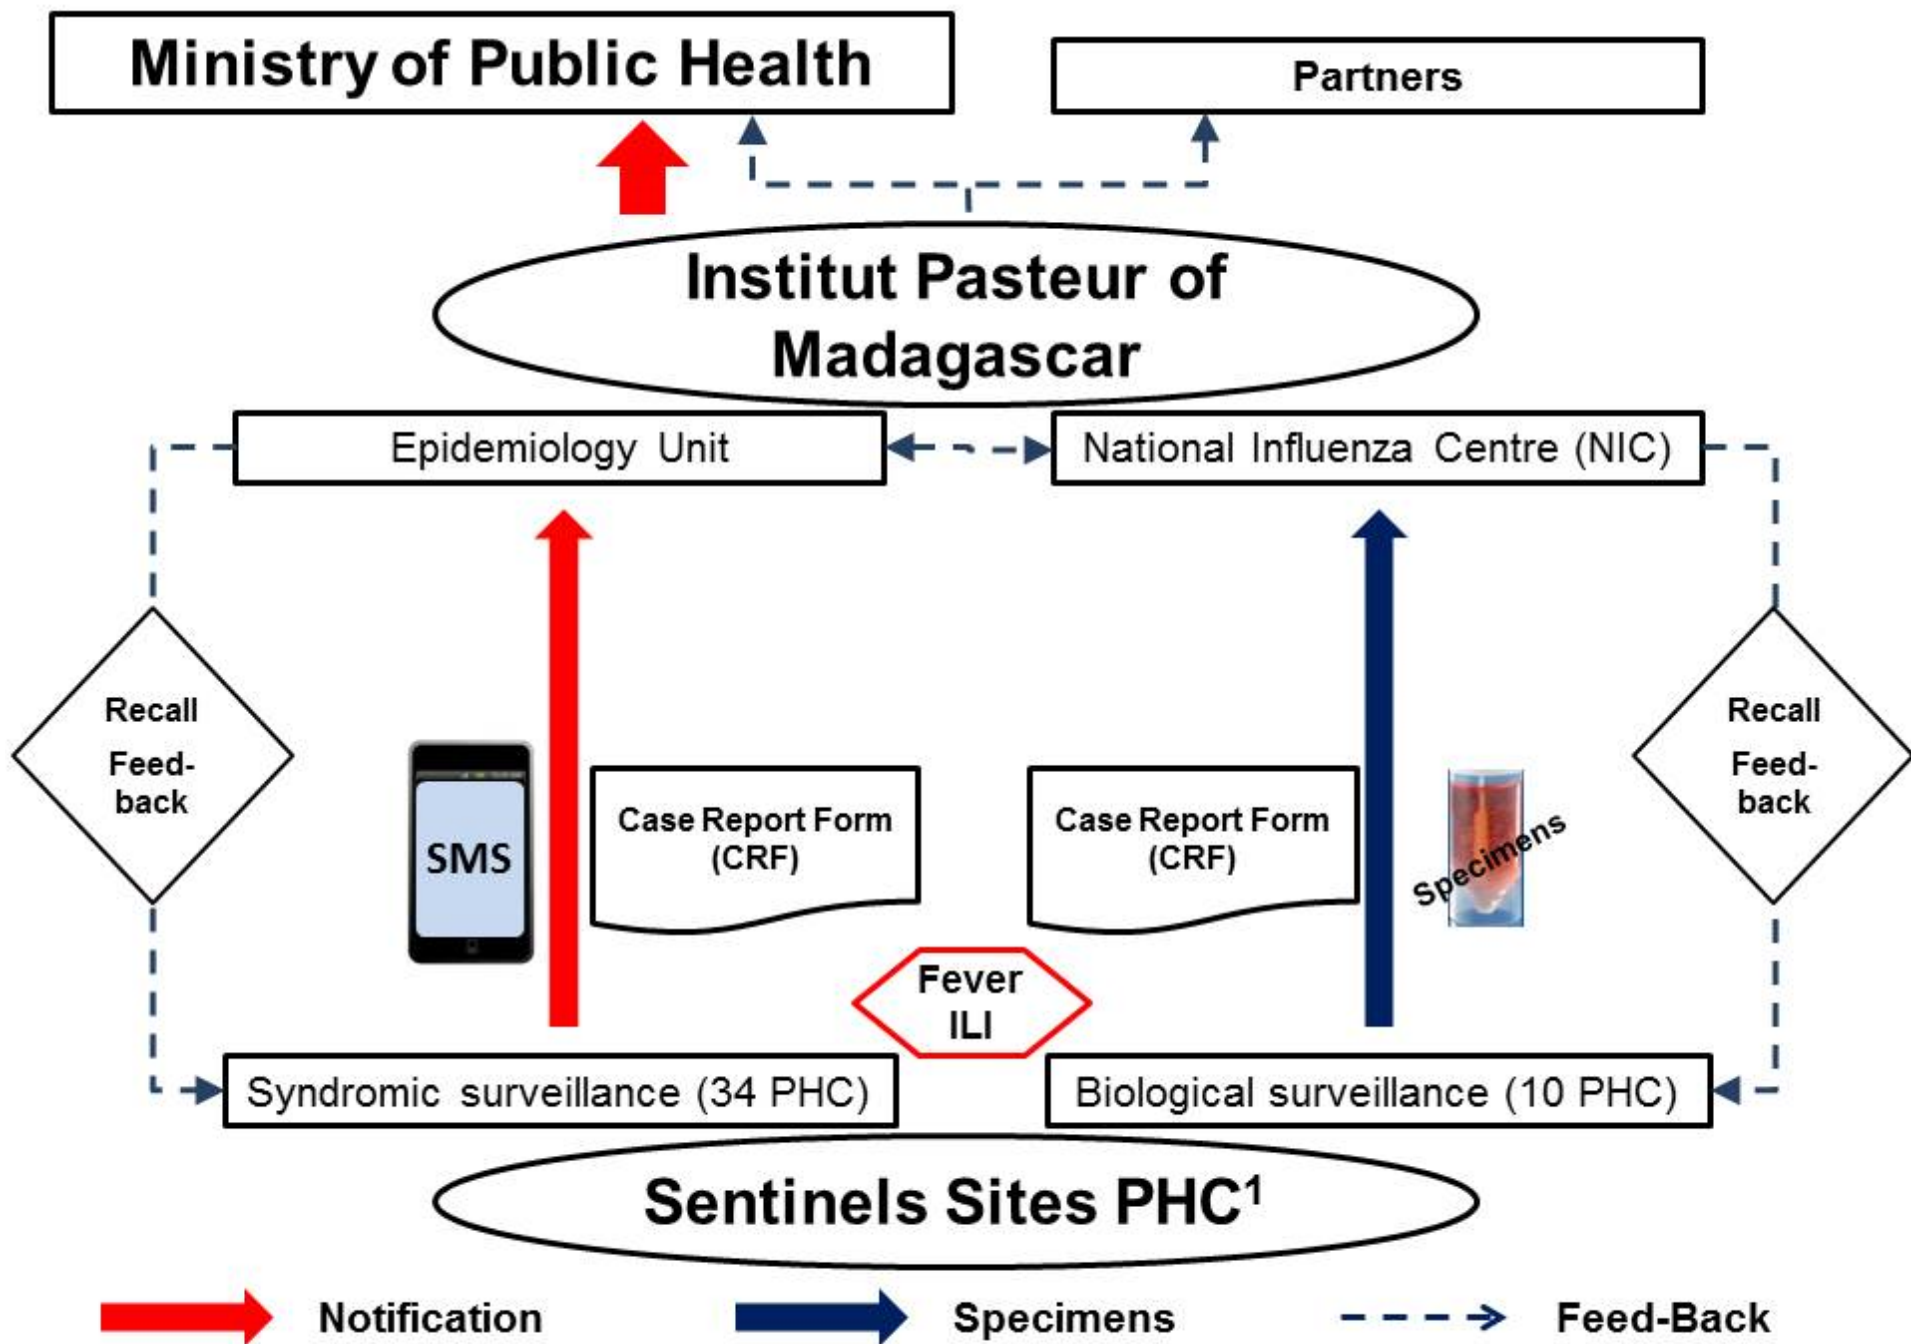 Ministry of Public Health
Partners
Institut Pasteur of
Madagascar
Epidemiology Unit
National Influenza Centre (NIC)
Recall
Feed-
back
SMS
Case Report Form
(CRF)
Case Report Form
(CRF)
Specimens
Recall
Feed-
back
Fever
ILI
Syndromic surveillance (34 PHC)
Biological surveillance (10 PHC)
Sentinels Sites PHC¹
Notification
Specimens
Feed-Back